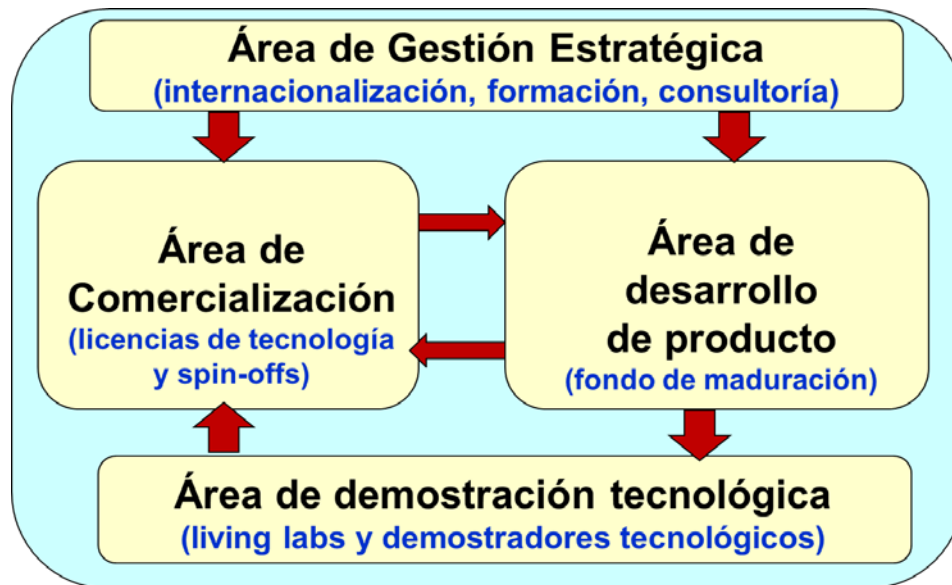 Área de Gestión Estratégica
(internacionalización, formación, consultoría)
Área de
Comercialización
(licencias de tecnología
y spin-offs)
Área de
desarrollo
de producto
(fondo de maduración)
Área de demostración tecnológica
(living labs y demostradores tecnológicos)